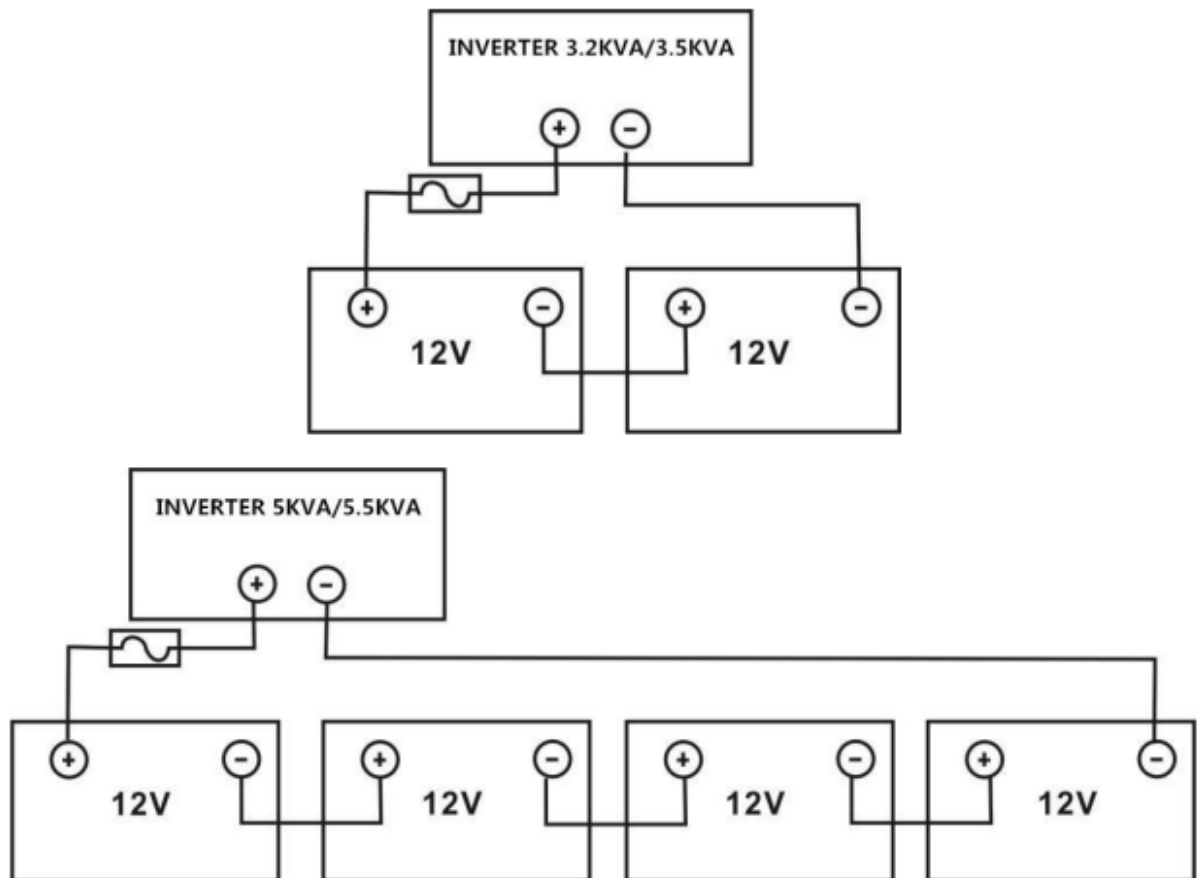 INVERTER 3.2KVA/3.5KVA
+ -
+ - + -
12V 12V
INVERTER 5KVA/5.5KVA
+ -
+ - + - + - + -
12V 12V 12V 12V